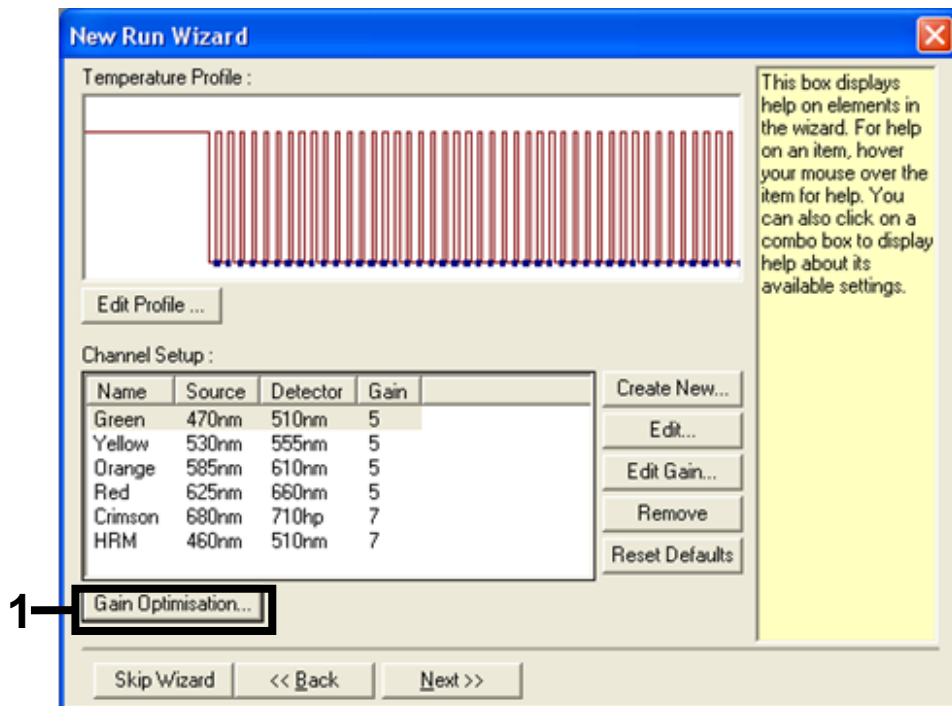 New Run Wizard
Temperature Profile :
This box displays
help on elements in
the wizard. For help
on an item, hover
your mouse over the
item for help. You
can also click on a
combo box to display
help about its
available settings.
Edit Profile ...
Channel Setup :
Name Source Detector Gain
Green 470nm 510nm 5
Yellow 530nm 555nm 5
Orange 585nm 610nm 5
Red 625nm 660nm 5
Crimson 680nm 710hp 7
HRM 460nm 510nm 7
Create New...
Edit...
Edit Gain...
Remove
Reset Defaults
1
Gain Optimisation...
Skip Wizard << Back Next >>